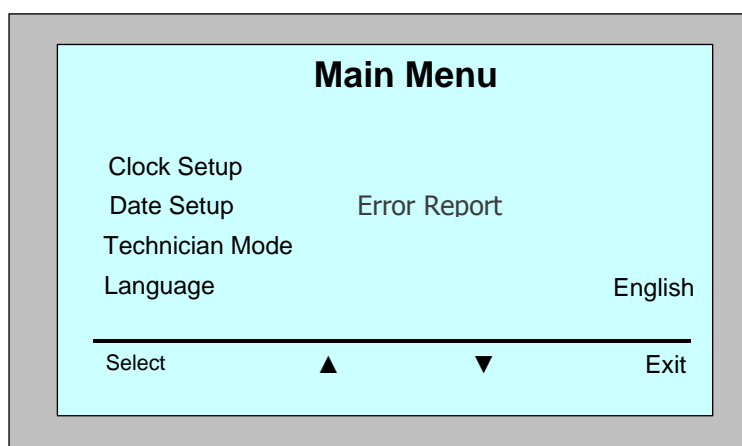 Main Menu
Clock Setup
Date Setup Error Report
Technician Mode
Language English
Select ▲ ▼ Exit